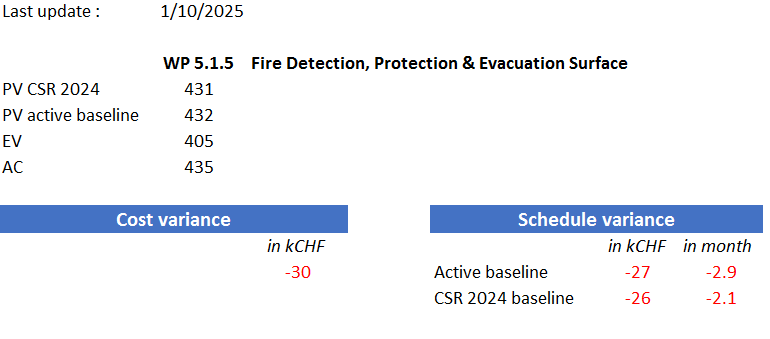 Last update : 1/10/2025
WP 5.1.5 Fire Detection, Protection & Evacuation Surface
PV CSR 2024 431
PV active baseline 432
EV 405
AC 435
Cost variance Schedule variance
in kCHF in kCHF in month
-30 Active baseline -27 -2.9
CSR 2024 baseline -26 -2.1